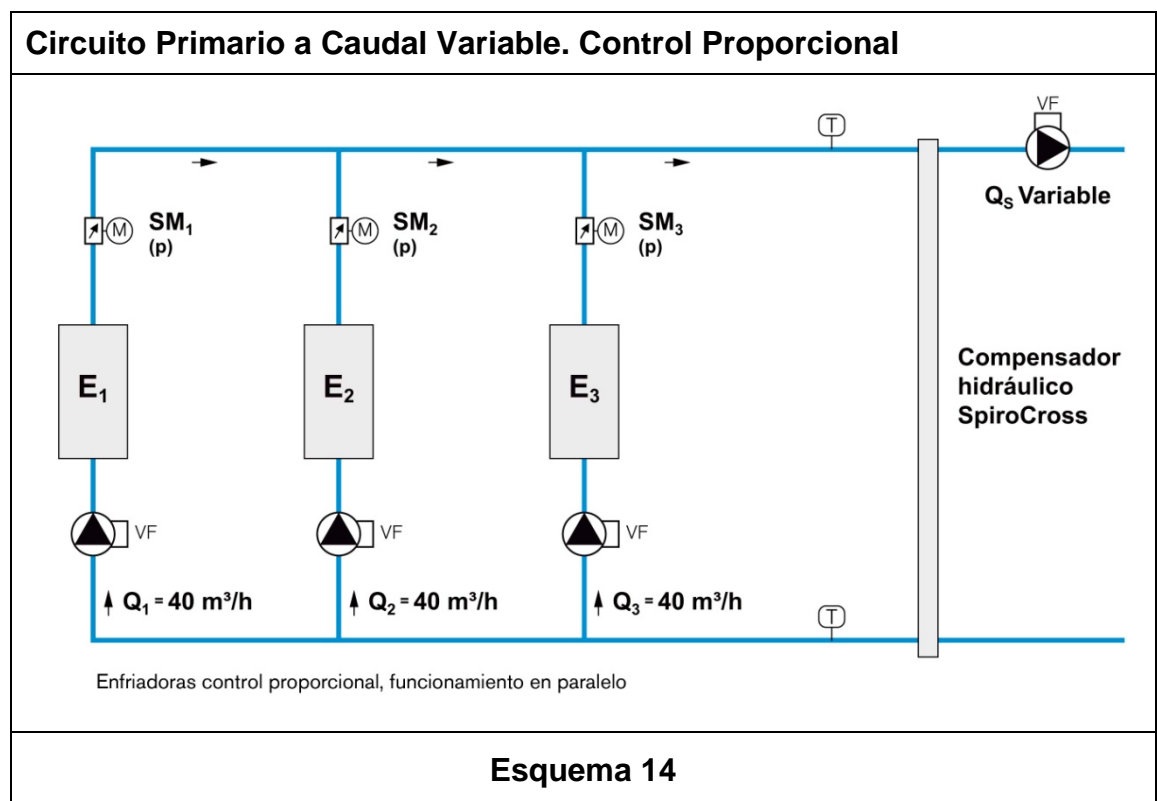 Circuito Primario a Caudal Variable. Control Proporcional
VF
T
Q_S Variable
M
SM₁
(p)
M
SM₂
(p)
M
SM₃
(p)
E₁
E₂
E₃
Compensador
hidráulico
SpiroCross
VF
VF
VF
Q₁ = 40 m³/h
Q₂ = 40 m³/h
Q₃ = 40 m³/h
T
Enfriadoras control proporcional, funcionamiento en paralelo
Esquema 14